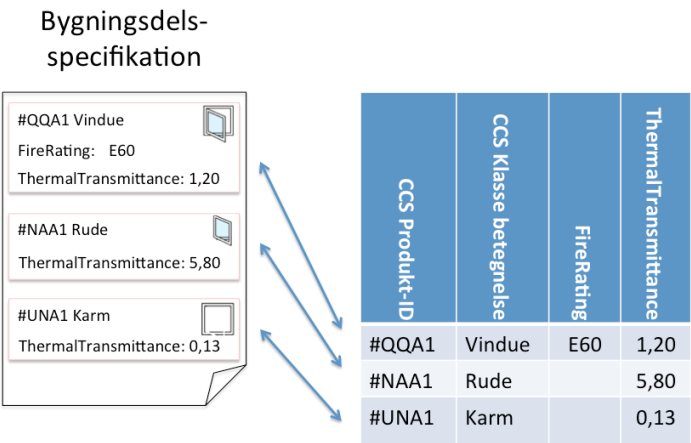 Bygningsdels-
specifikation
#QQA1 Vindue
FireRating: E60
ThermalTransmittance: 1,20
#NAA1 Rude
ThermalTransmittance: 5,80
#UNA1 Karm
ThermalTransmittance: 0,13
CCS Produkt-ID
CCS Klasse betegnelse
FireRating
ThermalTransmittance
#QQA1 Vindue E60 1,20
#NAA1 Rude 5,80
#UNA1 Karm 0,13